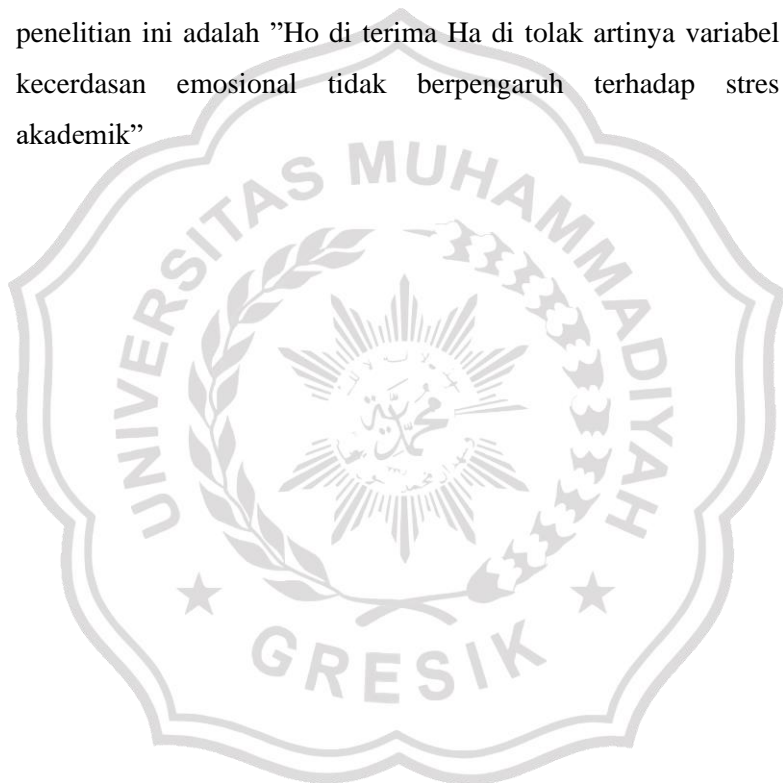 penelitian ini adalah ”Ho di terima Ha di tolak artinya variabel
kecerdasan emosional tidak berpengaruh terhadap stres
akademik”
UNIVERSITAS MUHAMMADIYAH
GRESIK
محمدية